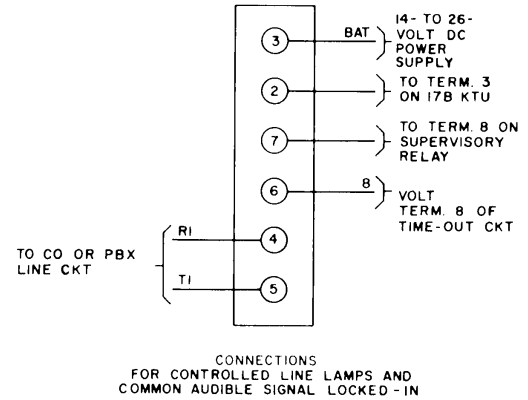 3 BAT 14- TO 26-
VOLT DC
POWER
SUPPLY
2 TO TERM. 3
ON 17B KTU
7 TO TERM. 8 ON
SUPERVISORY
RELAY
6 8 VOLT
TERM. 8 OF
TIME-OUT CKT
TO CO OR PBX
LINE CKT
R1 4
T1 5
CONNECTIONS
FOR CONTROLLED LINE LAMPS AND
COMMON AUDIBLE SIGNAL LOCKED-IN